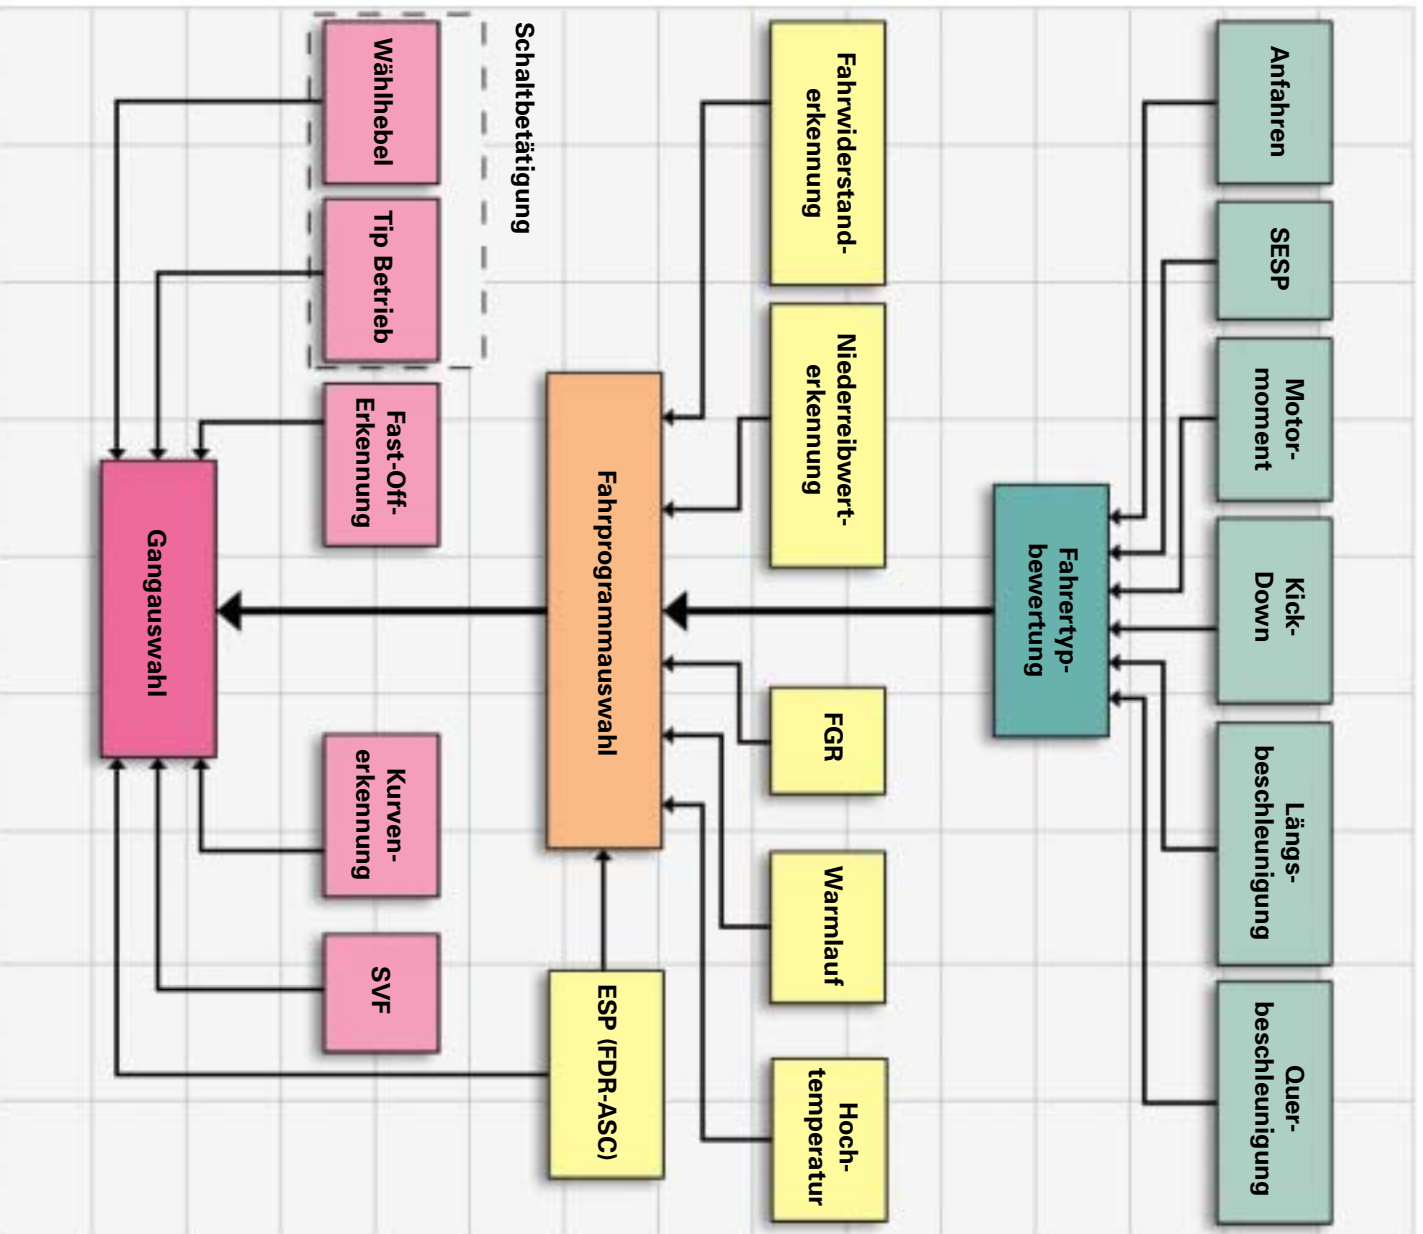 Anfahren
SESP
Motor-
moment
Kick-
Down
Längs-
beschleunigung
Quer-
beschleunigung
Fahrertyp-
bewertung
Fahrwiderstand-
erkennung
Niederreibwert-
erkennung
FGR
Warmlauf
Hoch-
temperatur
Fahrprogrammauswahl
ESP (FDR-ASC)
Schaltbetätigung
Wählhebel
Tip Betrieb
Fast-Off-
Erkennung
Kurven-
erkennung
SVF
Gangauswahl